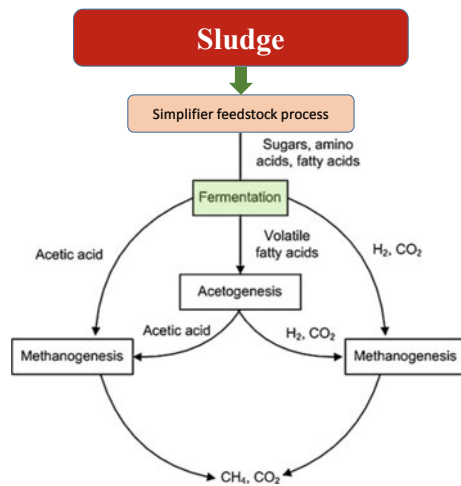 Sludge
Simplifier feedstock process
Sugars, amino
acids, fatty acids
Fermentation
Acetic acid
Volatile
fatty acids
H₂, CO₂
Acetogenesis
Acetic acid
H₂, CO₂
Methanogenesis
Methanogenesis
CH₄, CO₂